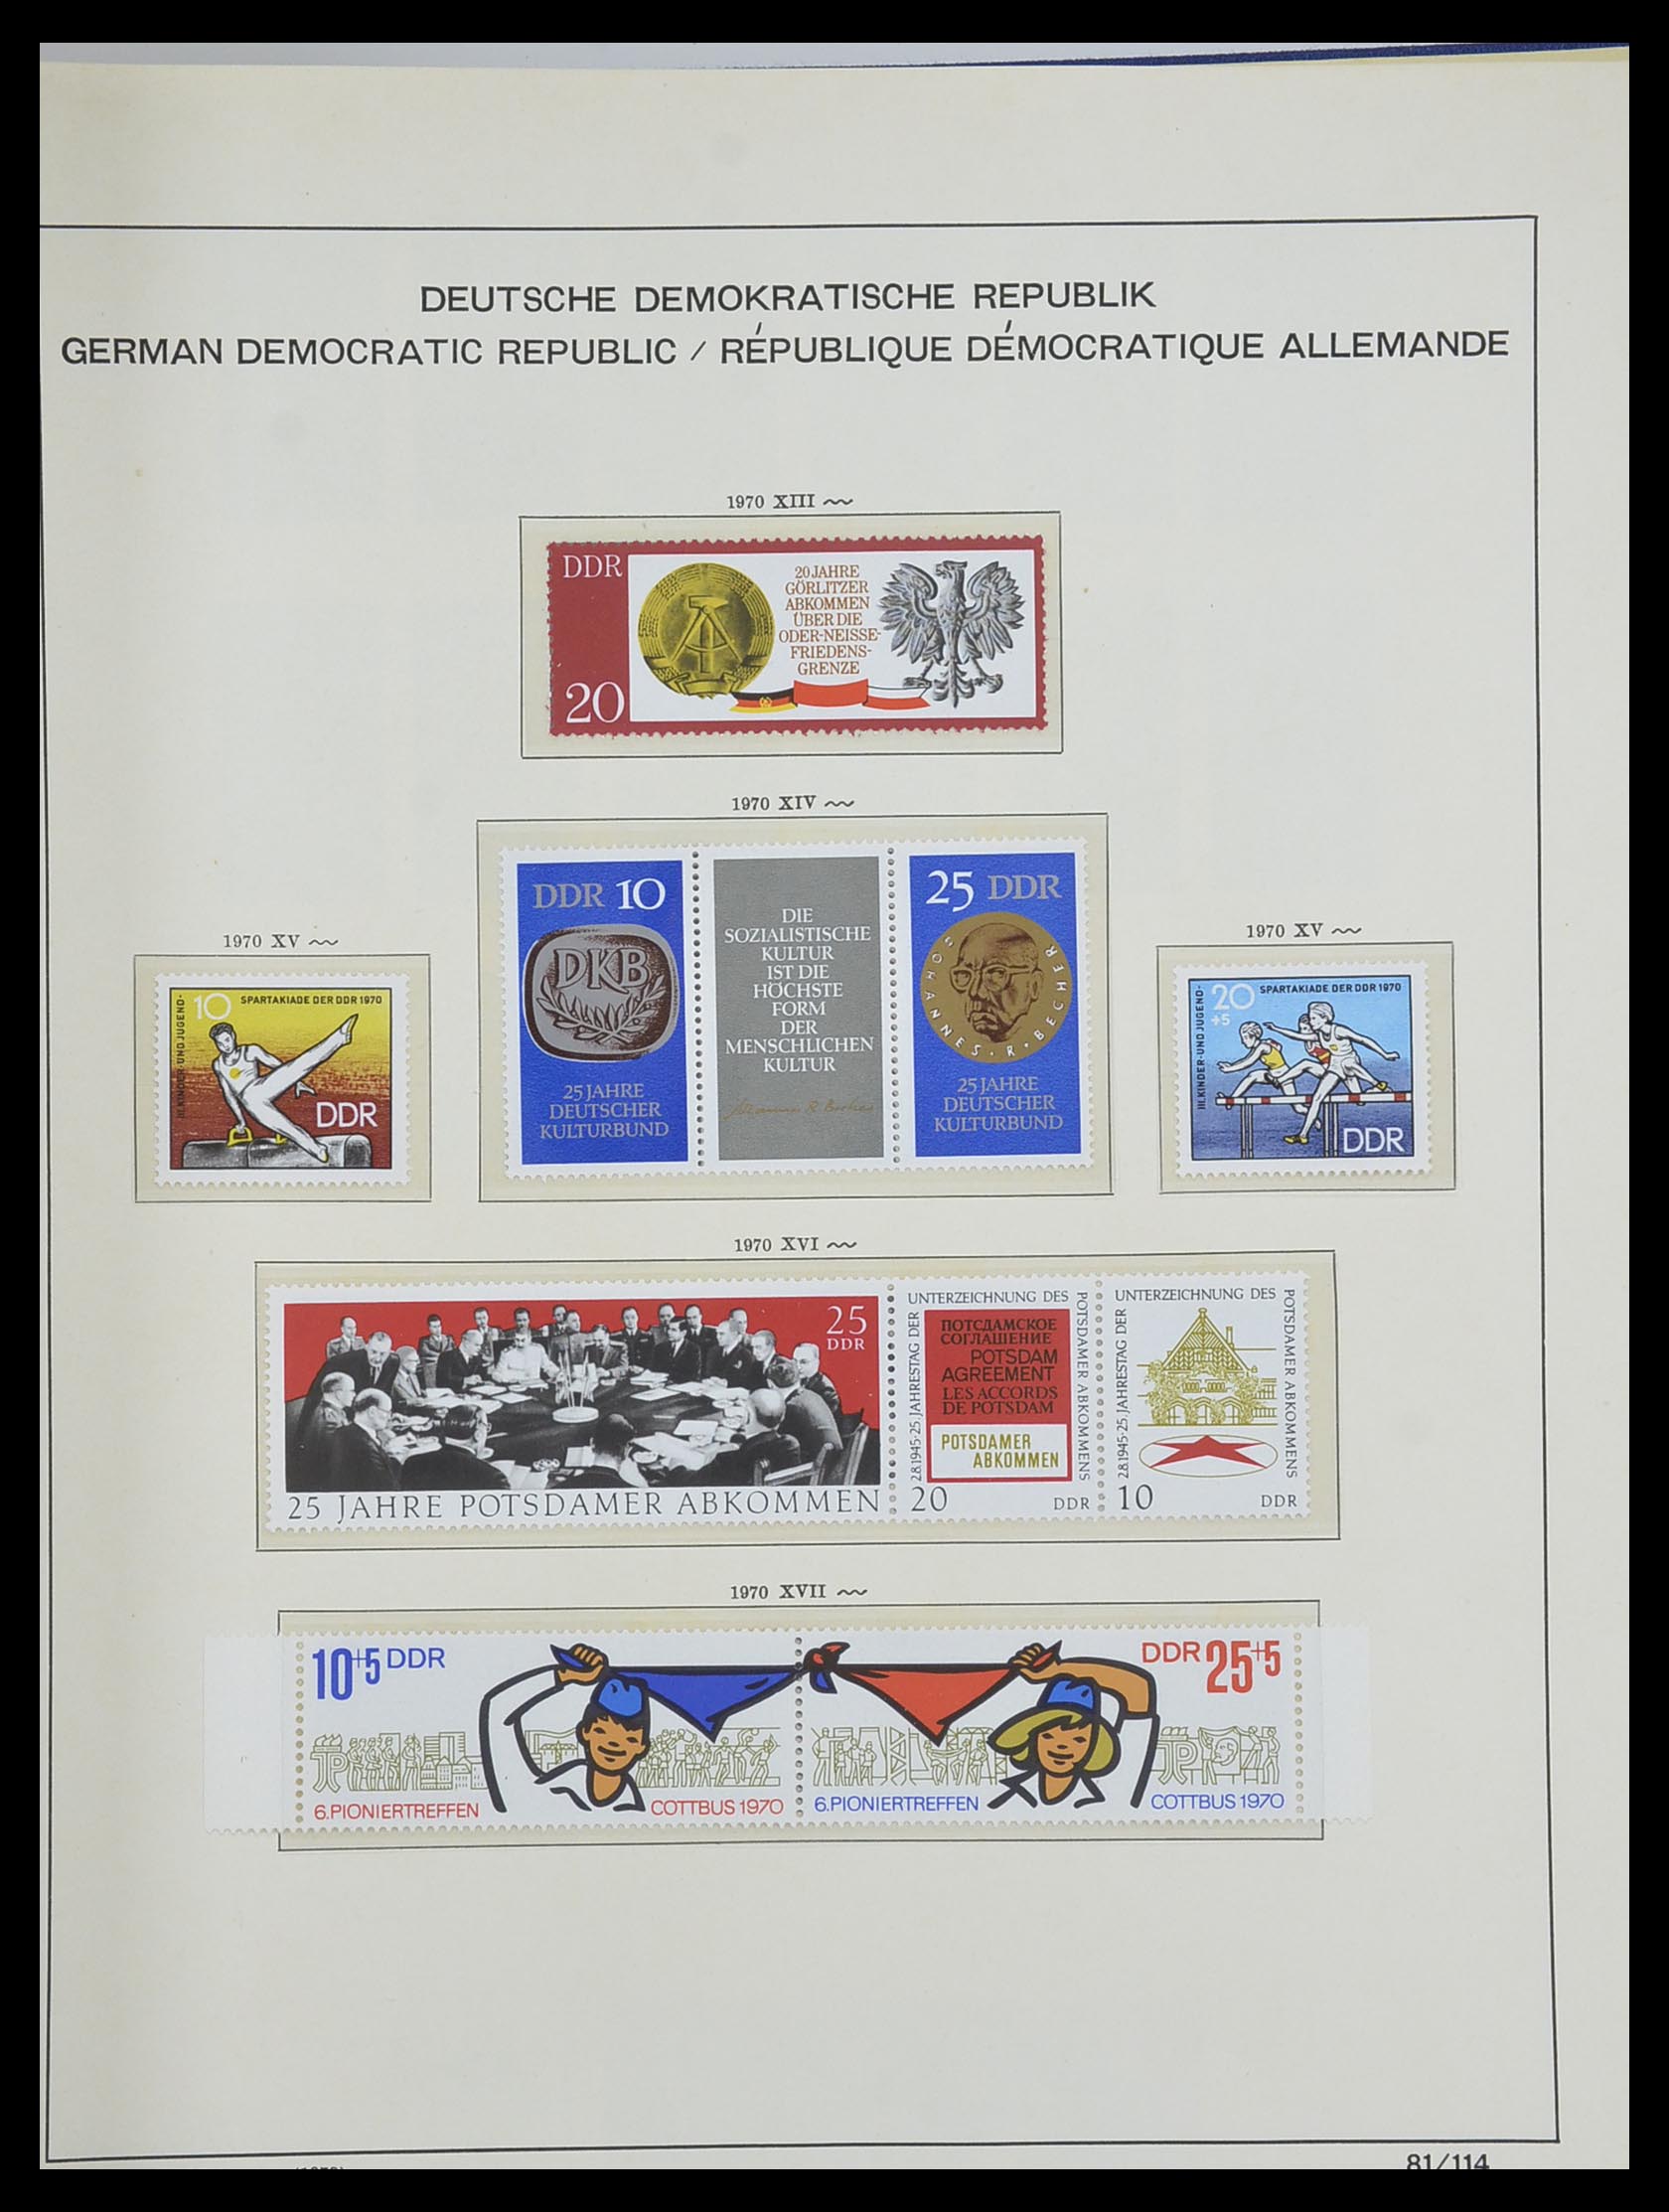 DEUTSCHE DEMOKRATISCHE REPUBLIK
GERMAN DEMOCRATIC REPUBLIC / RÉPUBLIQUE DÉMOCRATIQUE ALLEMANDE
1970 XIII
DDR
20
20 JAHRE
GÖRLITZER
ABKOMMEN
ÜBER DIE
ODER-NEISSE-
FRIEDENS-
GRENZE
1970 XIV
DDR 10
DKB
25 JAHRE
DEUTSCHER
KULTURBUND
DIE
SOZIALISTISCHE
KULTUR
IST DIE
HÖCHSTE
FORM
DER
MENSCHLICHEN
KULTUR
25 DDR
JOHANNES · R · BECHER
25 JAHRE
DEUTSCHER
KULTURBUND
1970 XV
10 SPARTAKIADE DER DDR 1970
III. KINDER-UND JUGEND-
DDR
1970 XV
20 SPARTAKIADE DER DDR 1970
+5
III. KINDER-UND JUGEND-
DDR
1970 XVI
25
DDR
25 JAHRE POTSDAMER ABKOMMEN
2.8.1945·25.JAHRESTAG DER
UNTERZEICHNUNG DES
POTSDAMER ABKOMMENS
ПОТСДАМСКОЕ
СОГЛАШЕНИЕ
POTSDAM
AGREEMENT
LES ACCORDS
DE POTSDAM
POTSDAMER
ABKOMMEN
20 DDR
2.8.1945·25.JAHRESTAG DER
UNTERZEICHNUNG DES
POTSDAMER ABKOMMENS
10 DDR
1970 XVII
10+5 DDR
JP
6.PIONIERTREFFEN
COTTBUS 1970
DDR 25+5
JP
6.PIONIERTREFFEN
COTTBUS 1970
81/114